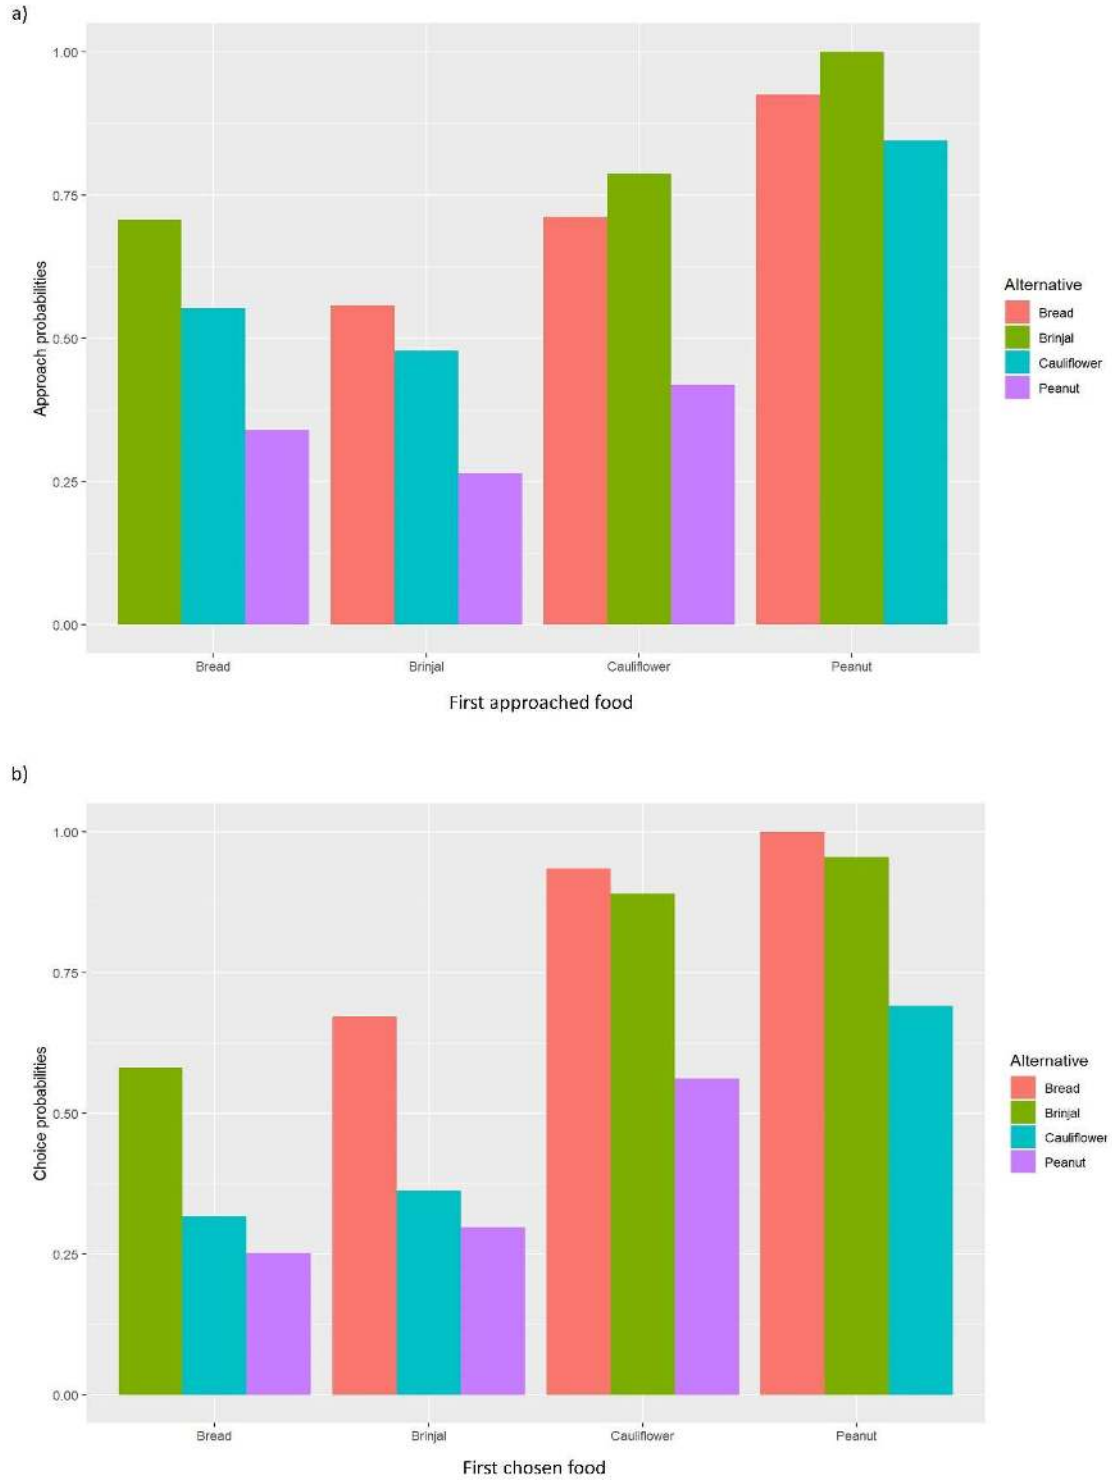 a)
1.00
0.75
0.50
0.25
0.00
Approach probabilities
Bread
Brinjal
Cauliflower
Peanut
First approached food
Alternative
Bread
Brinjal
Cauliflower
Peanut
b)
1.00
0.75
0.50
0.25
0.00
Choice probabilities
Bread
Brinjal
Cauliflower
Peanut
First chosen food
Alternative
Bread
Brinjal
Cauliflower
Peanut